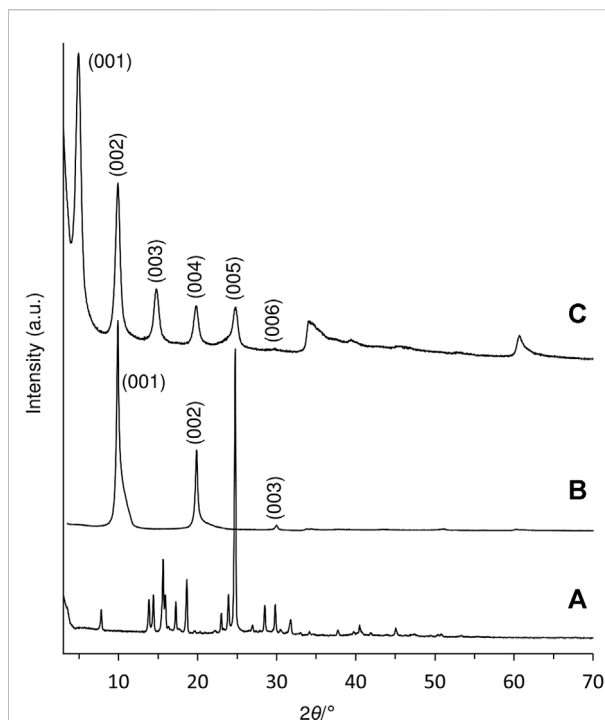 (001)
(002)
(003)
(004)
(005)
(006)
C
(001)
(002)
(003)
B
A
Intensity (a.u.)
10 20 30 40 50 60 70
2θ/°